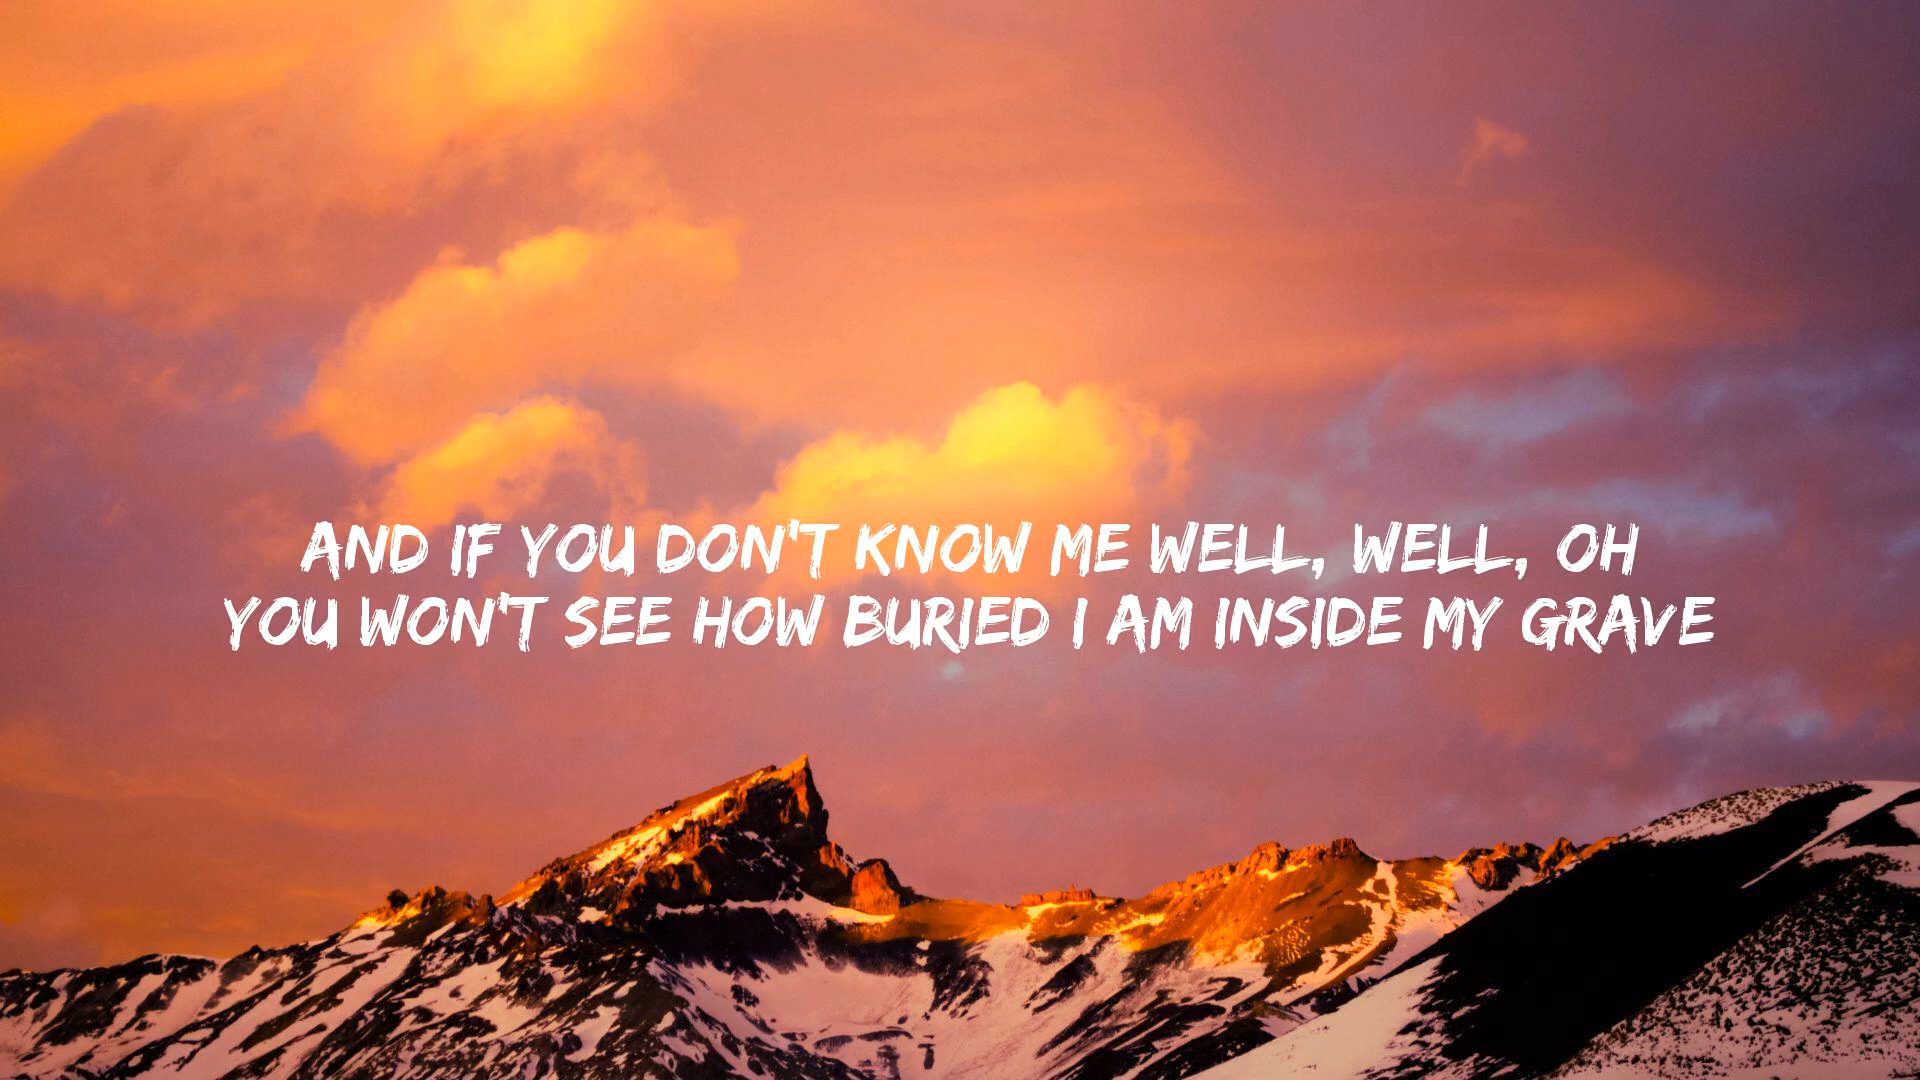 AND IF YOU DON'T KNOW ME WELL, WELL, OH
YOU WON'T SEE HOW BURIED I AM INSIDE MY GRAVE